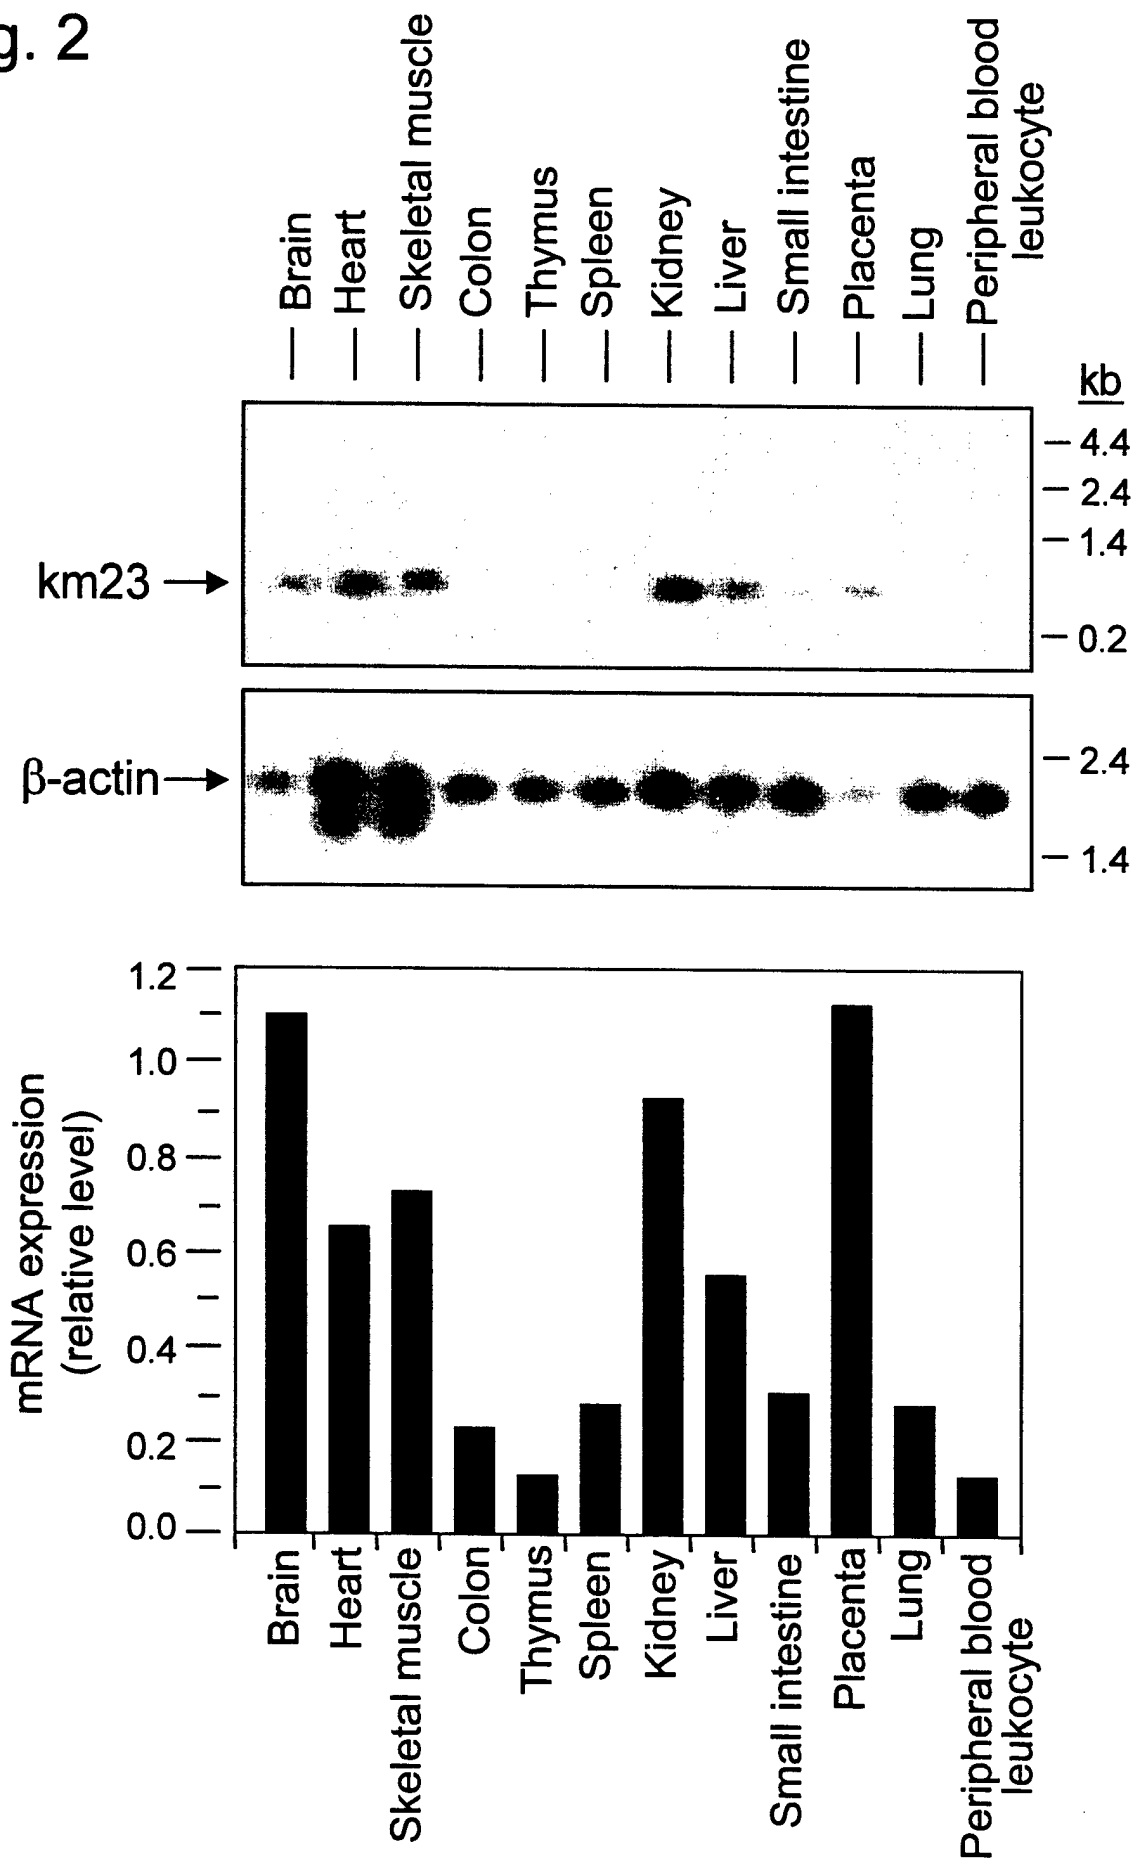 g. 2
Brain
Heart
Skeletal muscle
Colon
Thymus
Spleen
Kidney
Liver
Small intestine
Placenta
Lung
Peripheral blood
leukocyte
kb
4.4
2.4
1.4
km23
0.2
β-actin
2.4
1.4
mRNA expression
(relative level)
1.2
1.0
0.8
0.6
0.4
0.2
0.0
Brain
Heart
Skeletal muscle
Colon
Thymus
Spleen
Kidney
Liver
Small intestine
Placenta
Lung
Peripheral blood
leukocyte